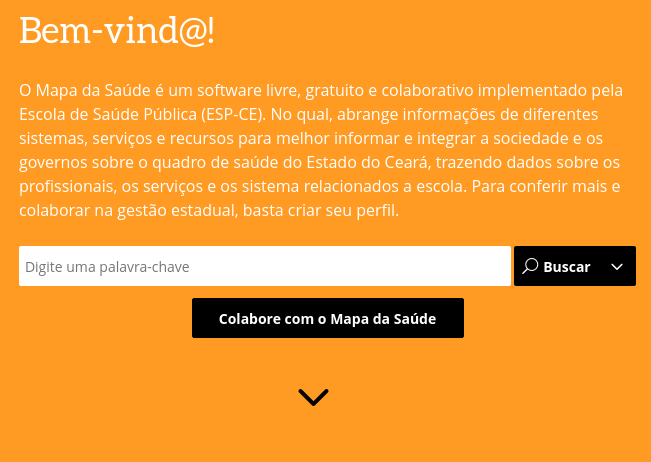 Bem-vind@!
O Mapa da Saúde é um software livre, gratuito e colaborativo implementado pela
Escola de Saúde Pública (ESP-CE). No qual, abrange informações de diferentes
sistemas, serviços e recursos para melhor informar e integrar a sociedade e os
governos sobre o quadro de saúde do Estado do Ceará, trazendo dados sobre os
profissionais, os serviços e os sistema relacionados a escola. Para conferir mais e
colaborar na gestão estadual, basta criar seu perfil.
Digite uma palavra-chave
Buscar
Colabore com o Mapa da Saúde